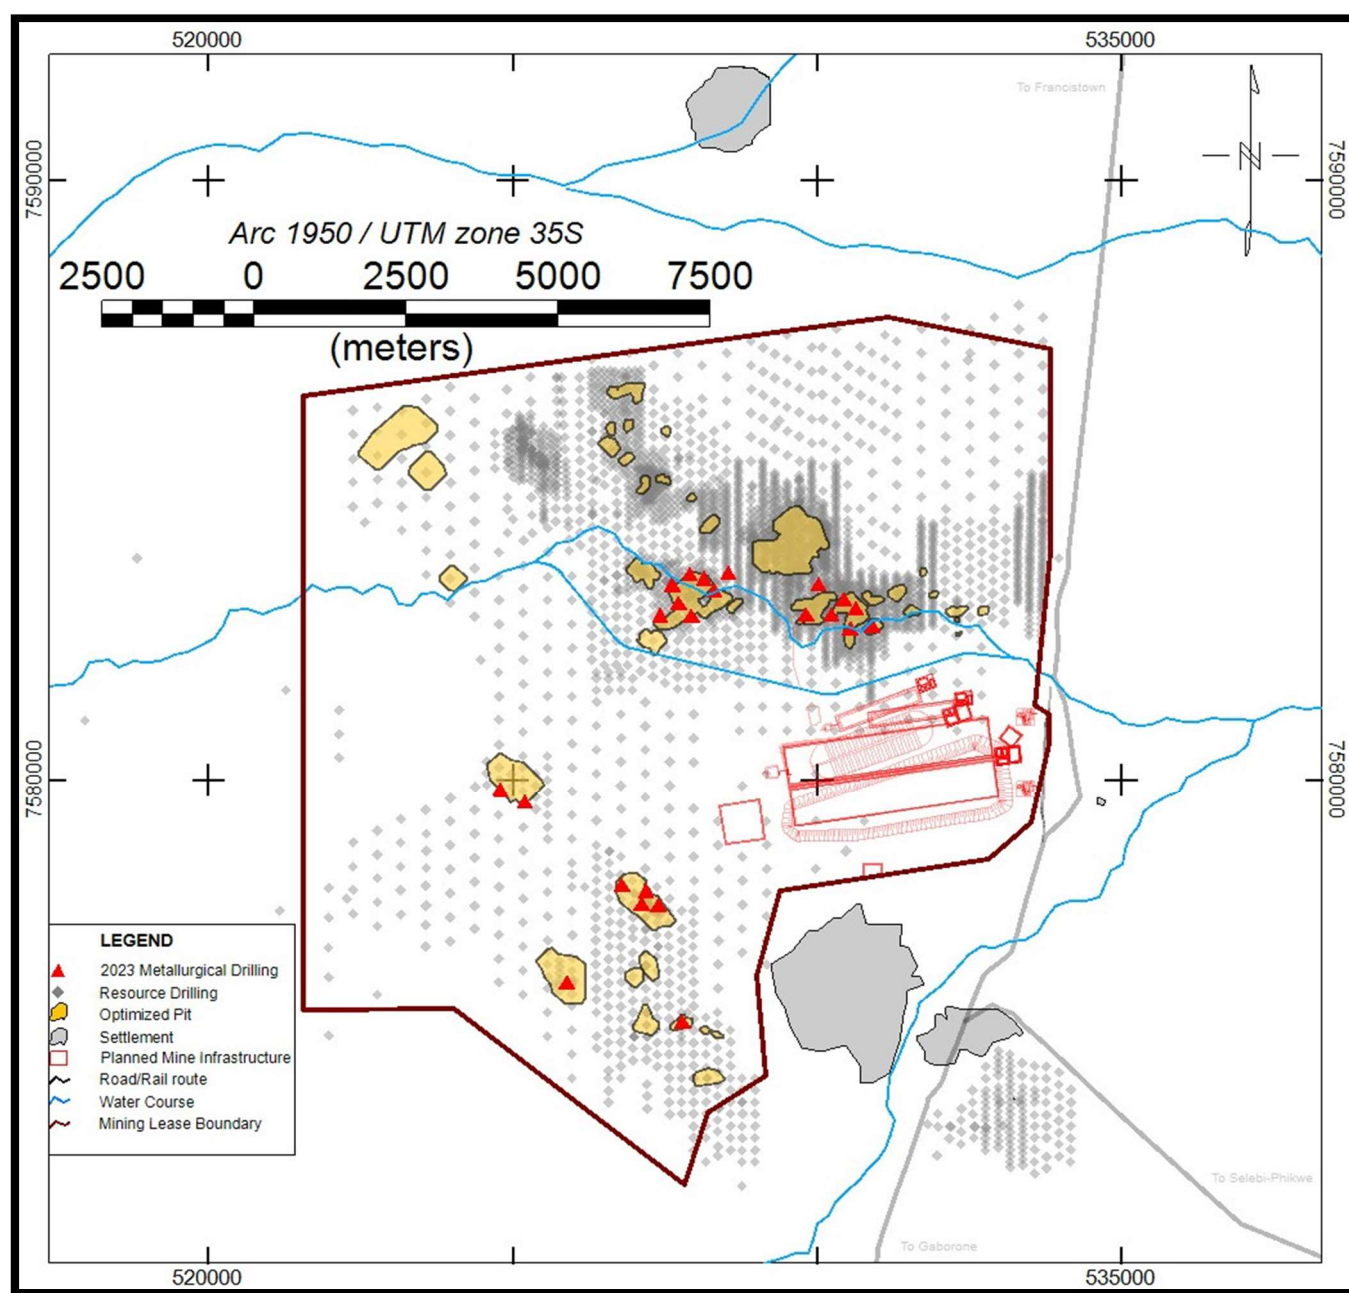 520000
535000
To Francistown
7590000
7590000
N
Arc 1950 / UTM zone 35S
2500 0 2500 5000 7500
(meters)
7580000
7580000
LEGEND
2023 Metallurgical Drilling
Resource Drilling
Optimized Pit
Settlement
Planned Mine Infrastructure
Road/Rail route
Water Course
Mining Lease Boundary
To Selebi-Phikwe
To Gaborone
520000
535000